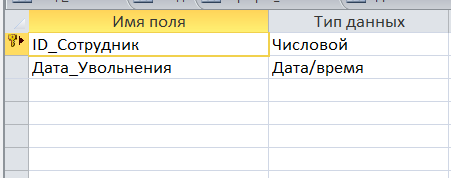 Имя поля Тип данных
ID_Сотрудник Числовой
Дата_Увольнения Дата/время